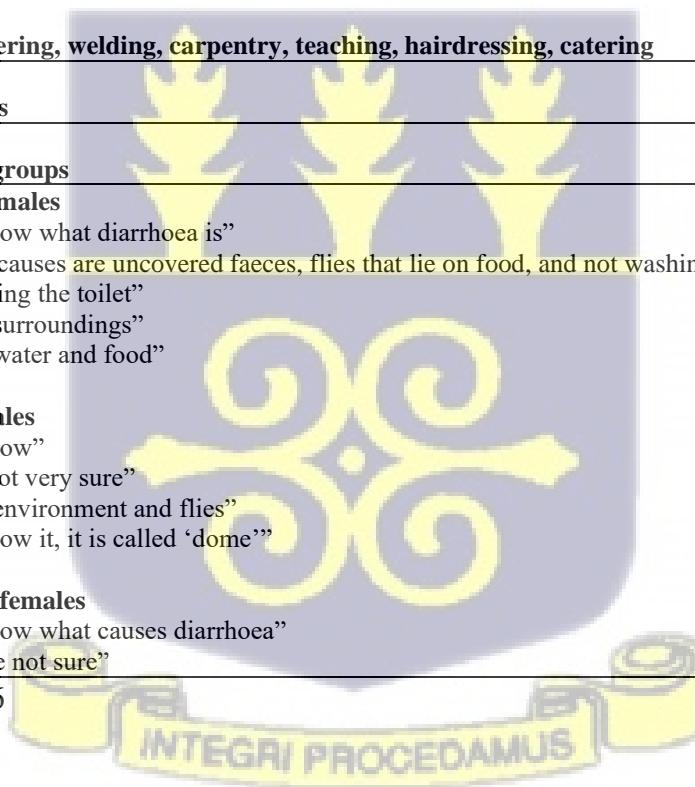 ering, welding, carpentry, teaching, hairdressing, catering
s
groups
males
ow what diarrhoea is”
causes are uncovered faeces, flies that lie on food, and not washin
ing the toilet”
surroundings”
water and food”
ales
ow”
ot very sure”
environment and flies”
ow it, it is called ‘dome’”
females
ow what causes diarrhoea”
e not sure”
6
INTEGRI PROCEDAMUS